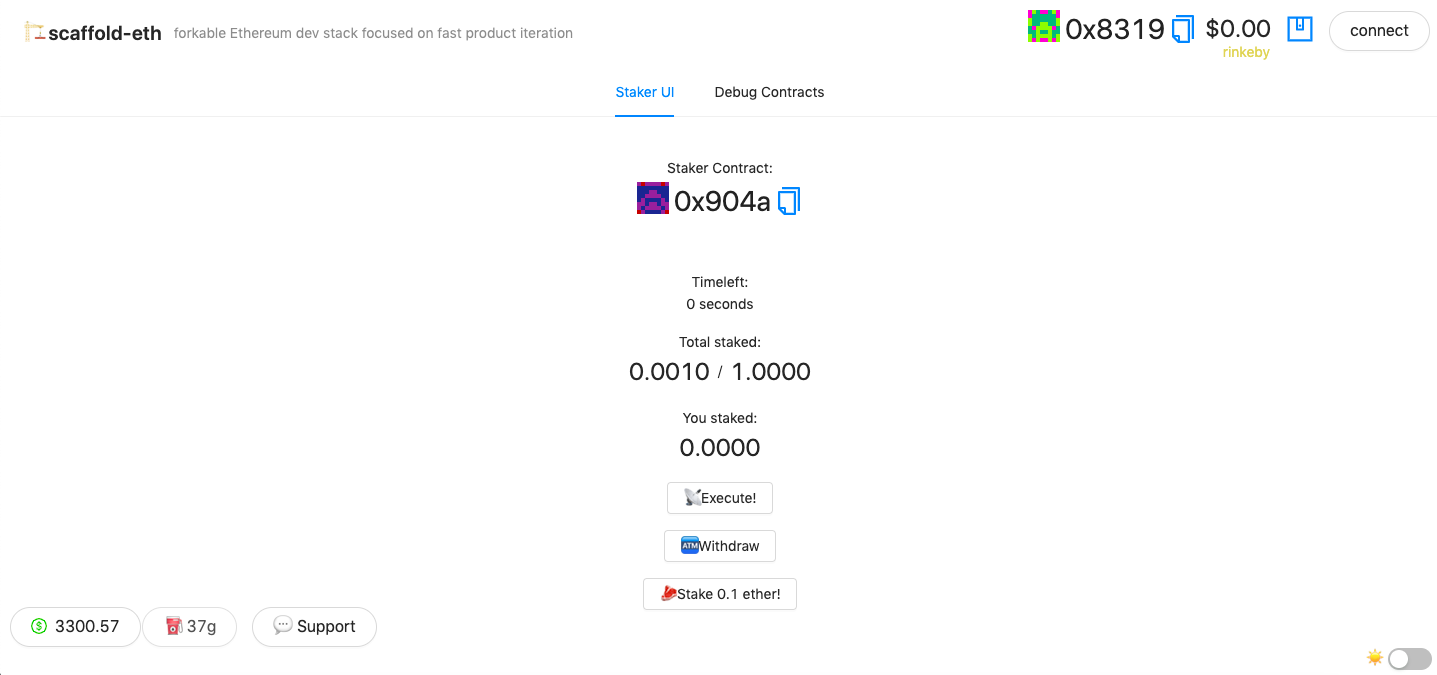 scaffold-eth forkable Ethereum dev stack focused on fast product iteration
0x8319 $0.00 connect
rinkeby
Staker UI Debug Contracts
Staker Contract:
0x904a
Timeleft:
0 seconds
Total staked:
0.0010 / 1.0000
You staked:
0.0000
Execute!
ATM Withdraw
Stake 0.1 ether!
3300.57 37g Support